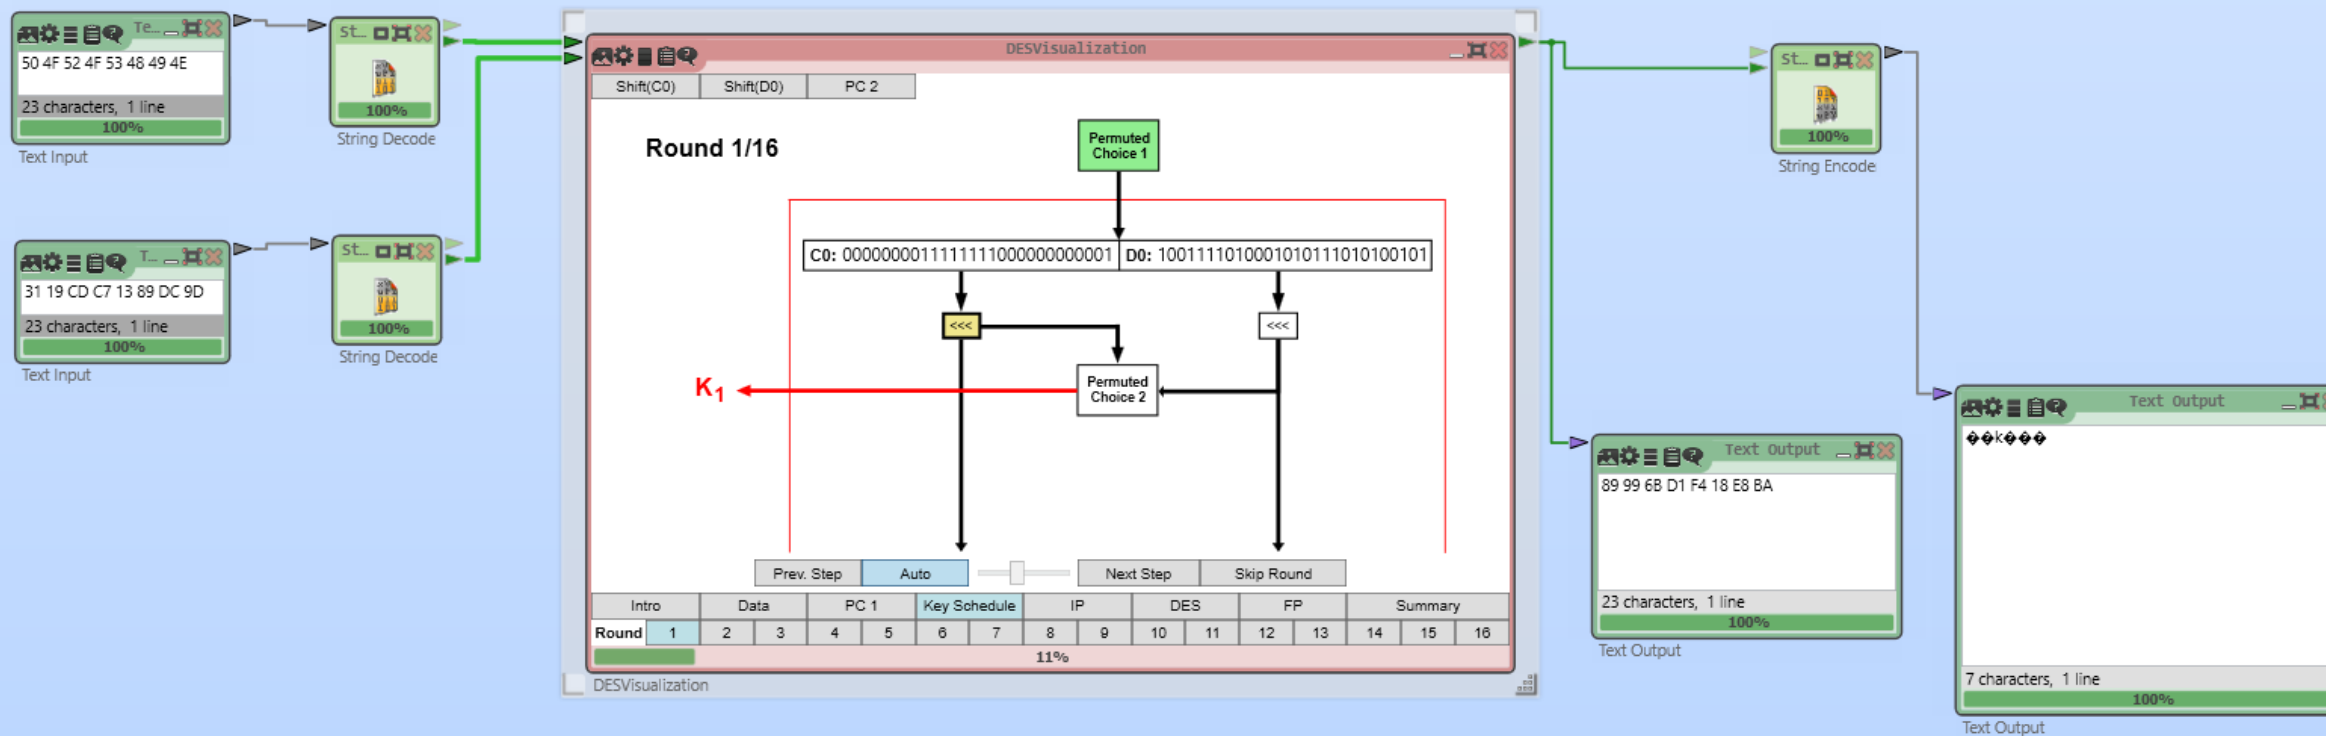 Te...
50 4F 52 4F 53 48 49 4E
23 characters, 1 line
100%
Text Input
St...
100%
String Decode
T...
31 19 CD C7 13 89 DC 9D
23 characters, 1 line
100%
Text Input
St...
100%
String Decode
DESVisualization
Shift(C0) Shift(D0) PC 2
Round 1/16
Permuted
Choice 1
C0: 0000000011111111000000000001 D0: 1001111010001010111010100101
<<< <<<
Permuted
Choice 2
K1
Prev. Step Auto Next Step Skip Round
Intro Data PC 1 Key Schedule IP DES FP Summary
Round 1 2 3 4 5 6 7 8 9 10 11 12 13 14 15 16
11%
DESVisualization
St...
100%
String Encode
Text Output
89 99 6B D1 F4 18 E8 BA
23 characters, 1 line
100%
Text Output
Text Output
��k���
7 characters, 1 line
100%
Text Output